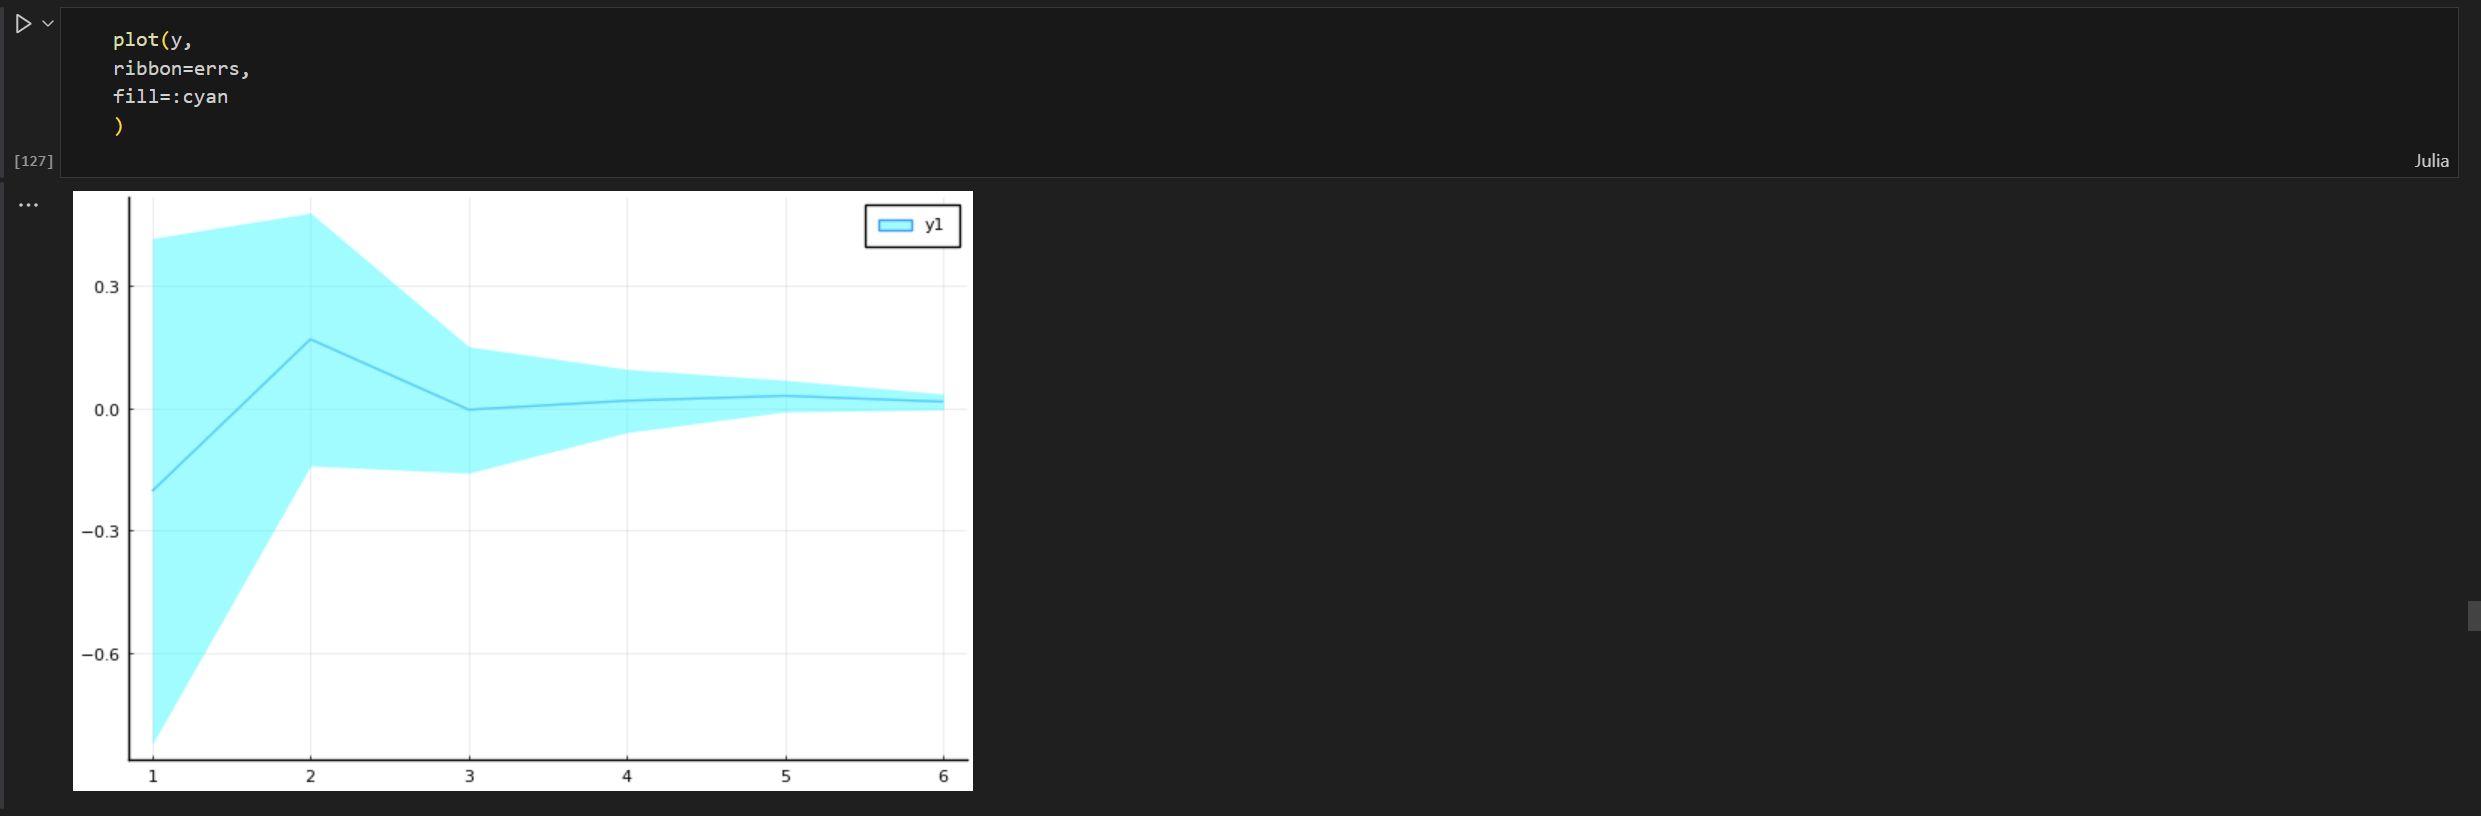 plot(y,
ribbon=errs,
fill=:cyan
)
[127]
Julia
...
y1
0.3
0.0
−0.3
−0.6
1 2 3 4 5 6